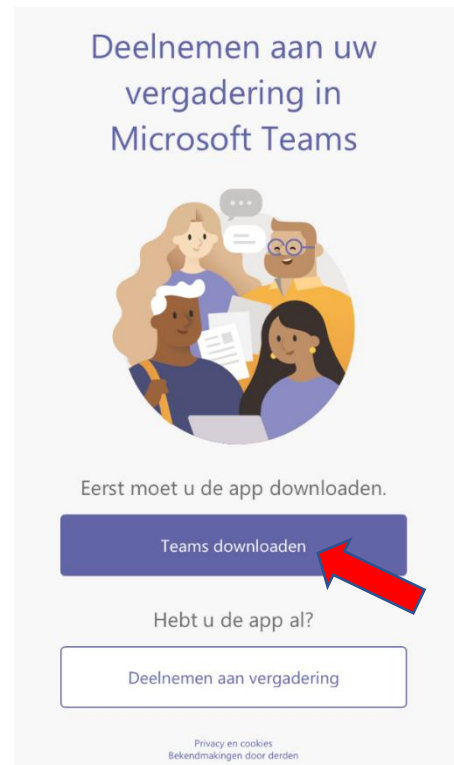 Deelnemen aan uw
vergadering in
Microsoft Teams
Eerst moet u de app downloaden.
Teams downloaden
Hebt u de app al?
Deelnemen aan vergadering
Privacy en cookies
Bekendmakingen door derden